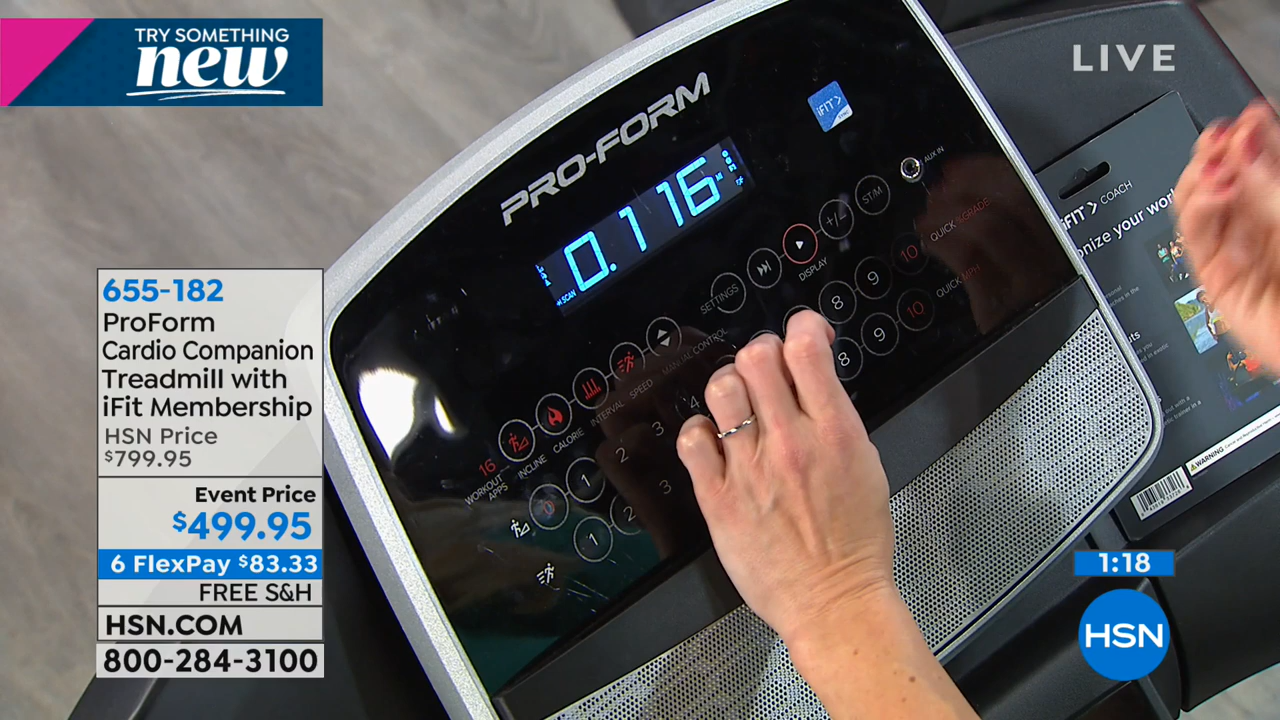 TRY SOMETHING
new
LIVE
PRO-FORM
iFIT
0.116
SCAN
AUX IN
ST/M
+/-
DISPLAY
SETTINGS
QUICK %GRADE
QUICK MPH
MANUAL CONTROL
SPEED
INTERVAL
CALORIE
INCLINE
16
WORKOUT
APPS
0 1 2 3 4 8 9 10
1 2 3 8 9 10
iFIT COACH
WARNING
655-182
ProForm
Cardio Companion
Treadmill with
iFit Membership
HSN Price
$799.95
Event Price
$499.95
6 FlexPay $83.33
FREE S&H
HSN.COM
800-284-3100
1:18
HSN